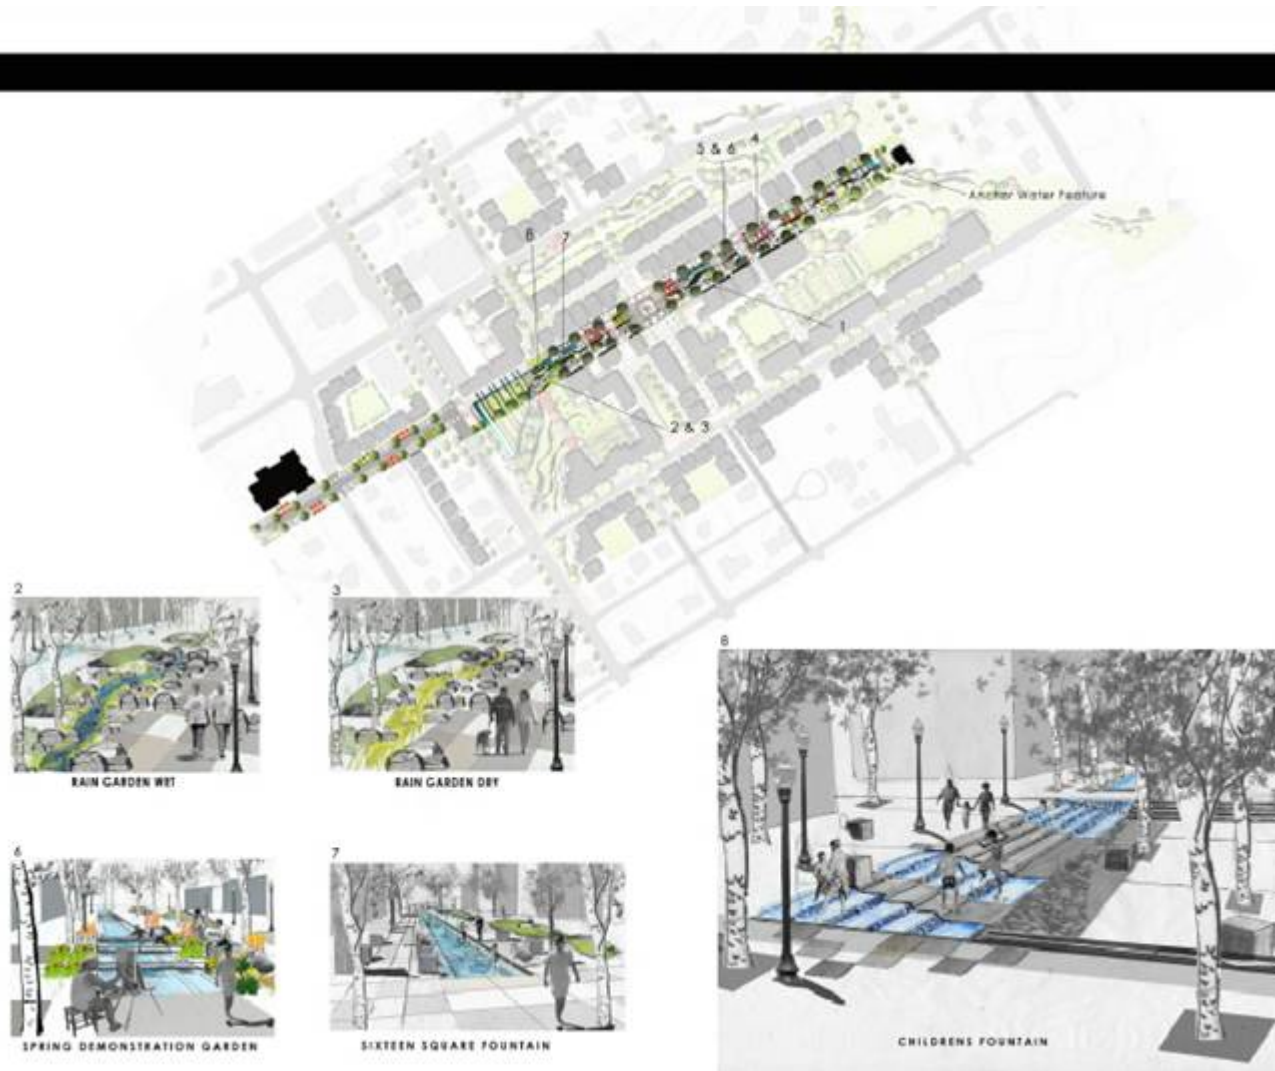 5 & 6
4
Anchor Water Feature
8
7
1
2 & 3
2
RAIN GARDEN WET
3
RAIN GARDEN DRY
8
6
SPRING DEMONSTRATION GARDEN
7
SIXTEEN SQUARE FOUNTAIN
CHILDRENS FOUNTAIN